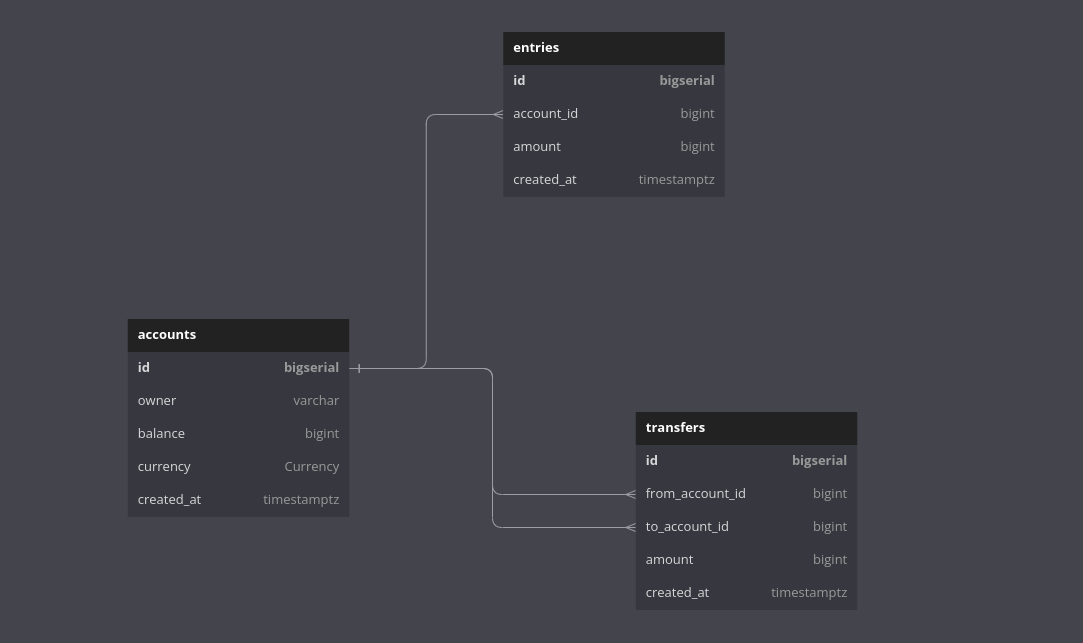 entries
id bigserial
account_id bigint
amount bigint
created_at timestamptz
accounts
id bigserial
owner varchar
balance bigint
currency Currency
created_at timestamptz
transfers
id bigserial
from_account_id bigint
to_account_id bigint
amount bigint
created_at timestamptz